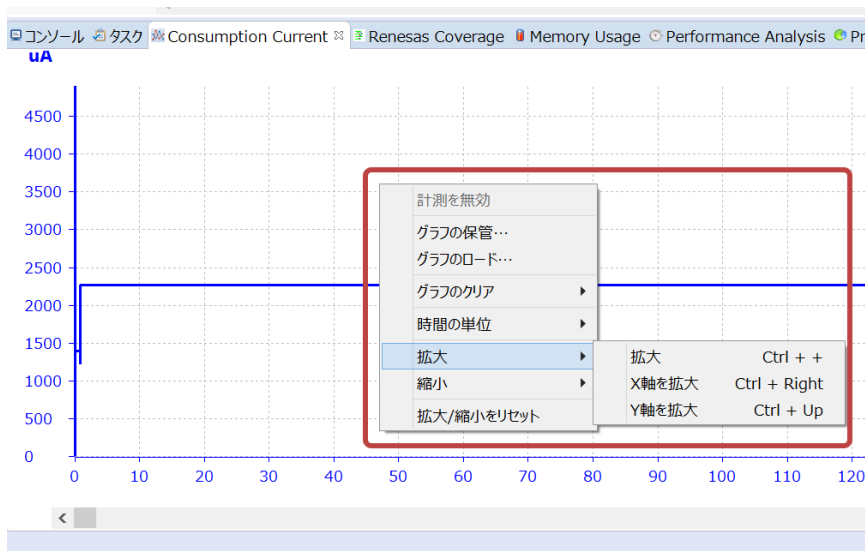 コンソール タスク Consumption Current Renesas Coverage Memory Usage Performance Analysis Pr
uA
4500
4000
3500
3000
2500
2000
1500
1000
500
0
計測を無効
グラフの保管…
グラフのロード…
グラフのクリア
時間の単位
拡大
縮小
拡大/縮小をリセット
拡大 Ctrl + +
X軸を拡大 Ctrl + Right
Y軸を拡大 Ctrl + Up
0 10 20 30 40 50 60 70 80 90 100 110 120